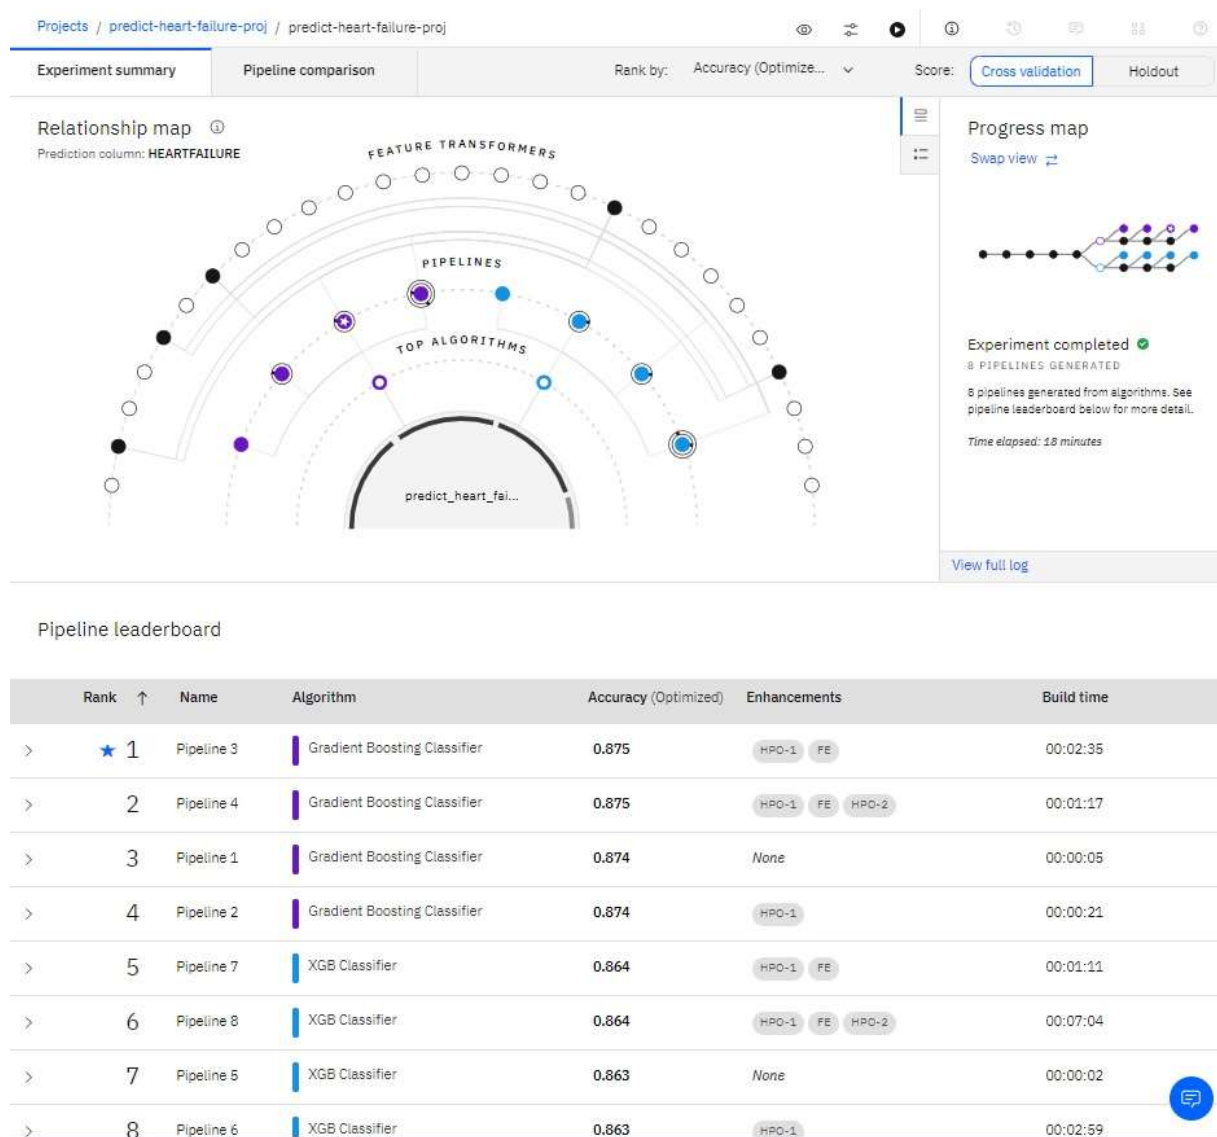 Projects / predict-heart-failure-proj / predict-heart-failure-proj
Experiment summary Pipeline comparison Rank by: Accuracy (Optimize... Score: Cross validation Holdout
Relationship map
Prediction column: HEARTFAILURE
FEATURE TRANSFORMERS
PIPELINES
TOP ALGORITHMS
predict_heart_fai...
Progress map
Swap view
Experiment completed
8 PIPELINES GENERATED
8 pipelines generated from algorithms. See
pipeline leaderboard below for more detail.
Time elapsed: 18 minutes
View full log
Pipeline leaderboard
Rank Name Algorithm Accuracy (Optimized) Enhancements Build time
1 Pipeline 3 Gradient Boosting Classifier 0.875 HPO-1 FE 00:02:35
2 Pipeline 4 Gradient Boosting Classifier 0.875 HPO-1 FE HPO-2 00:01:17
3 Pipeline 1 Gradient Boosting Classifier 0.874 None 00:00:05
4 Pipeline 2 Gradient Boosting Classifier 0.874 HPO-1 00:00:21
5 Pipeline 7 XGB Classifier 0.864 HPO-1 FE 00:01:11
6 Pipeline 8 XGB Classifier 0.864 HPO-1 FE HPO-2 00:07:04
7 Pipeline 5 XGB Classifier 0.863 None 00:00:02
8 Pipeline 6 XGB Classifier 0.863 HPO-1 00:02:59